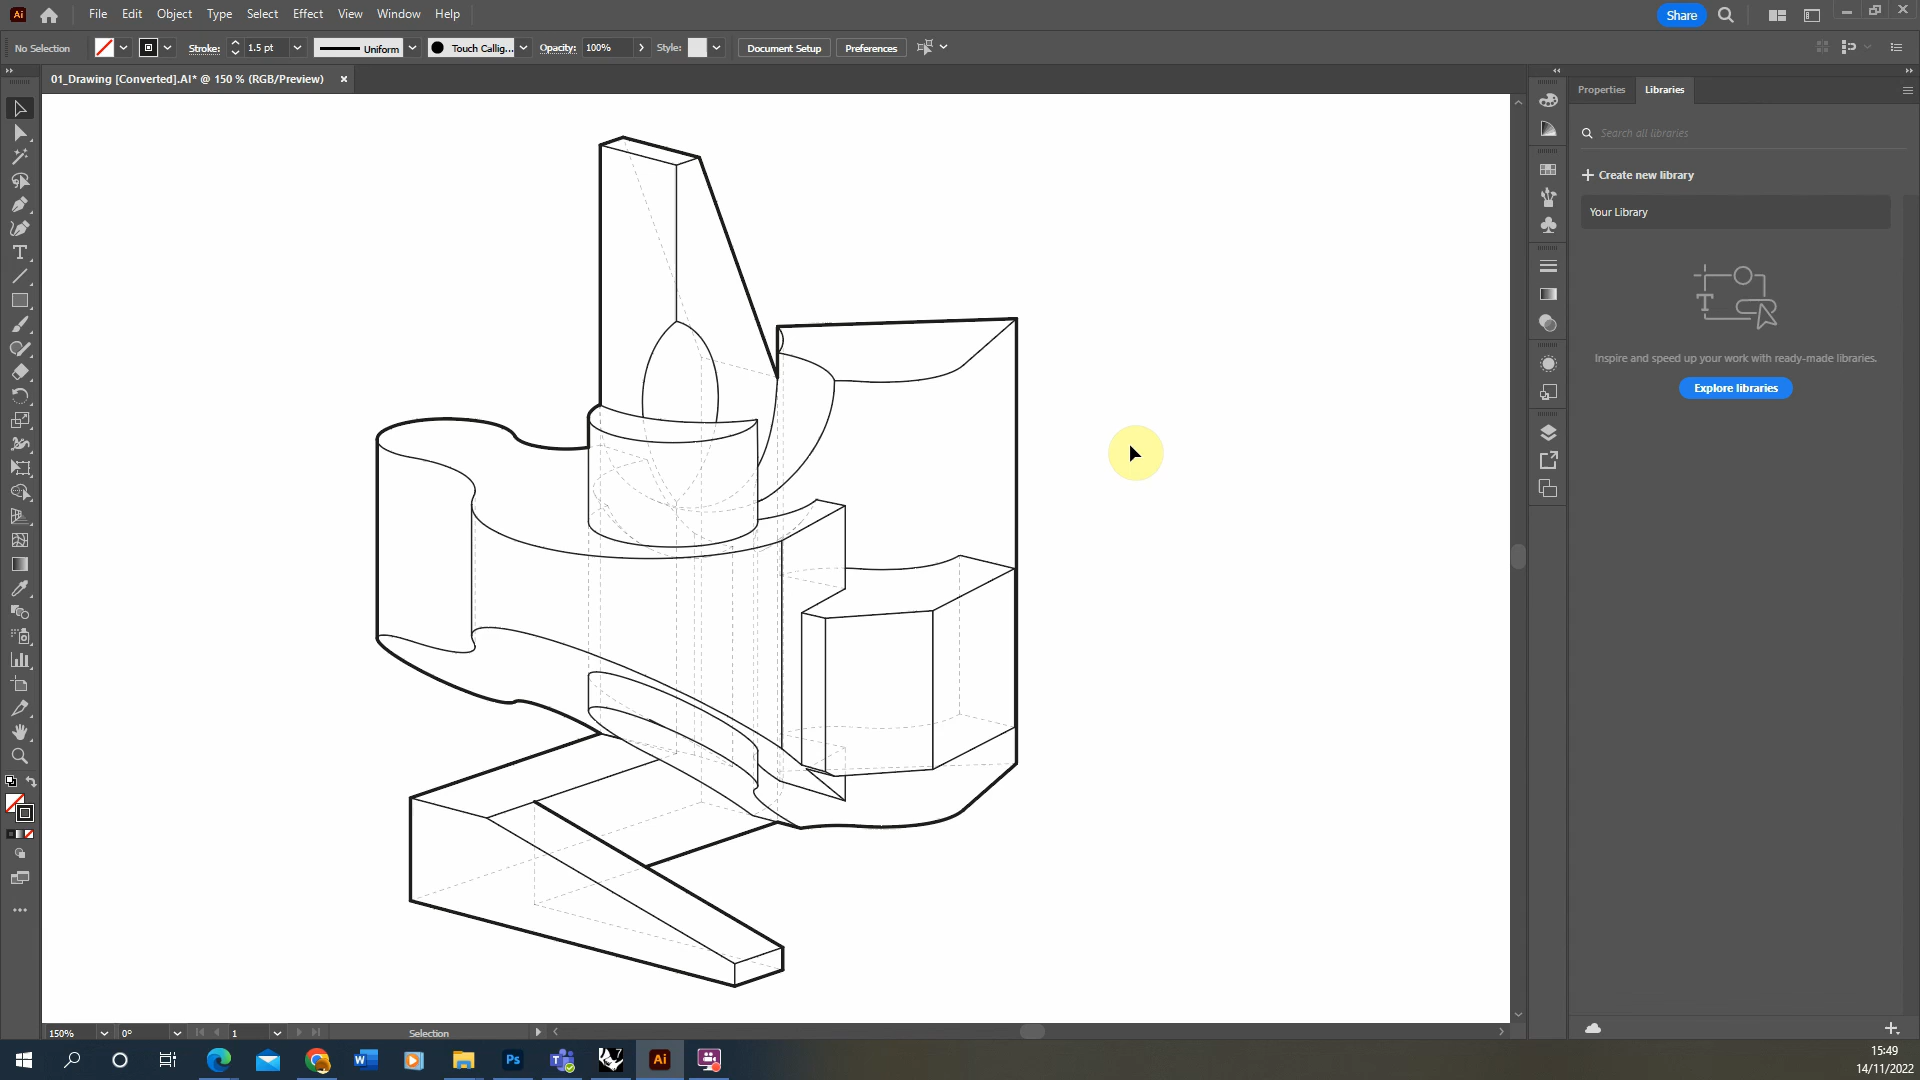 Ai File Edit Object Type Select Effect View Window Help Share
No Selection Stroke: 1.5 pt Uniform Touch Callig... Opacity: 100% Style: Document Setup Preferences
01_Drawing [Converted].AI* @ 150 % (RGB/Preview) ×
Properties Libraries
Search all libraries
+ Create new library
Your Library
Inspire and speed up your work with ready-made libraries.
Explore libraries
150% 0° 1 Selection
W Ps T 7 Ai
15:49
14/11/2022